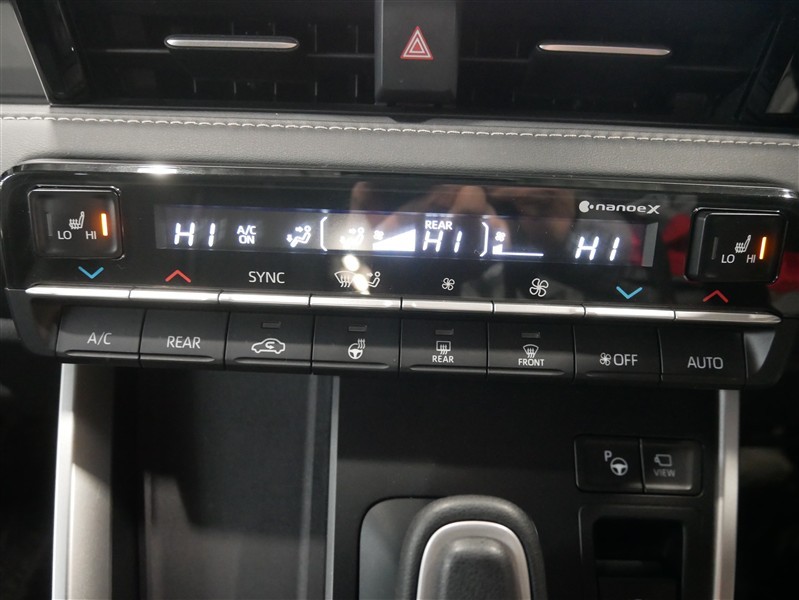 nanoeX
LO HI
HI A/C ON REAR HI HI
LO HI
SYNC
A/C REAR REAR FRONT OFF AUTO
P VIEW